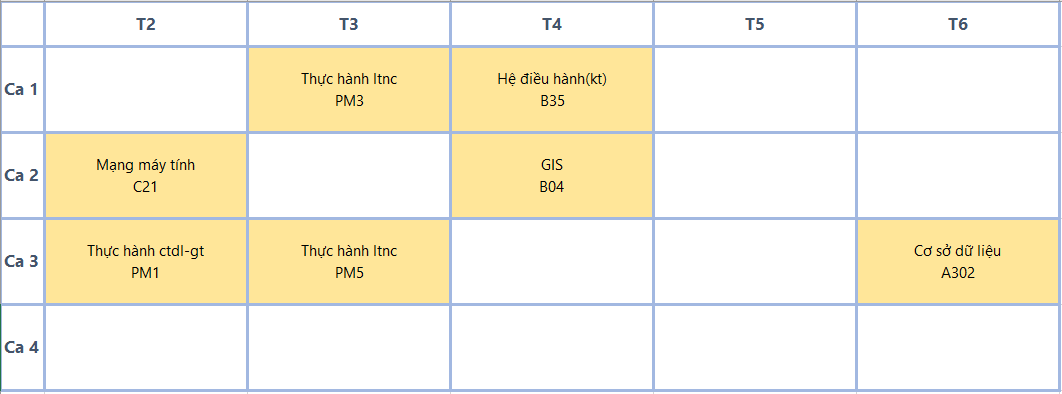 T2 T3 T4 T5 T6
Ca 1
Thực hành ltnc
PM3
Hệ điều hành(kt)
B35
Ca 2
Mạng máy tính
C21
GIS
B04
Ca 3
Thực hành ctdl-gt
PM1
Thực hành ltnc
PM5
Cơ sở dữ liệu
A302
Ca 4